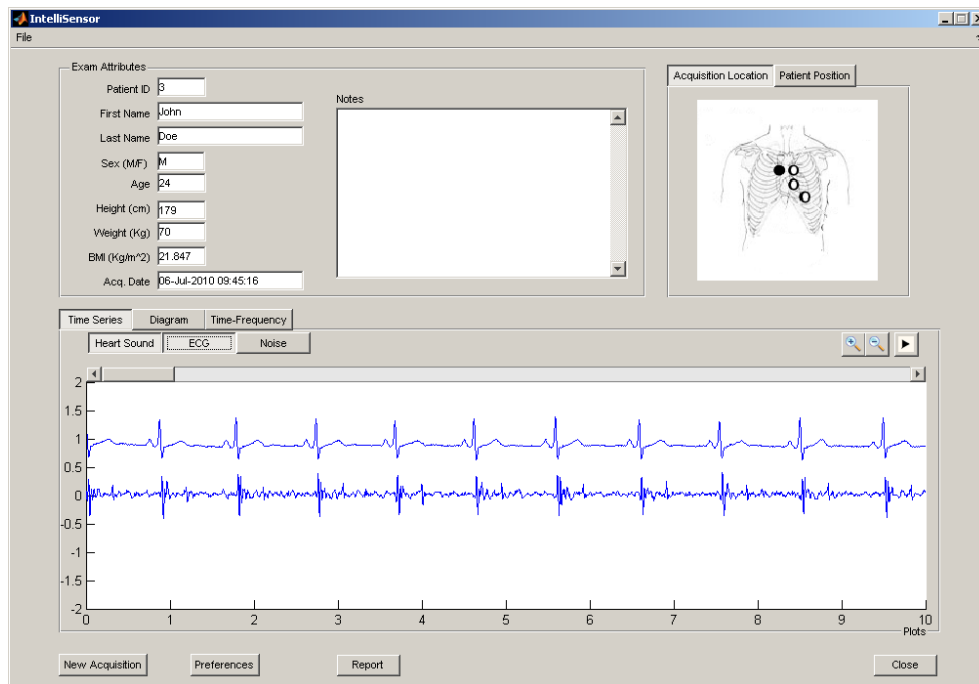 IntelliSensor
File
Exam Attributes
Patient ID 3
First Name John
Last Name Doe
Sex (M/F) M
Age 24
Height (cm) 179
Weight (Kg) 70
BMI (Kg/m^2) 21.847
Acq. Date 06-Jul-2010 09:45:16
Notes
Acquisition Location Patient Position
Time Series Diagram Time-Frequency
Heart Sound ECG Noise
2
1.5
1
0.5
0
-0.5
-1
-1.5
-2
0 1 2 3 4 5 6 7 8 9 10
Plots
New Acquisition Preferences Report Close